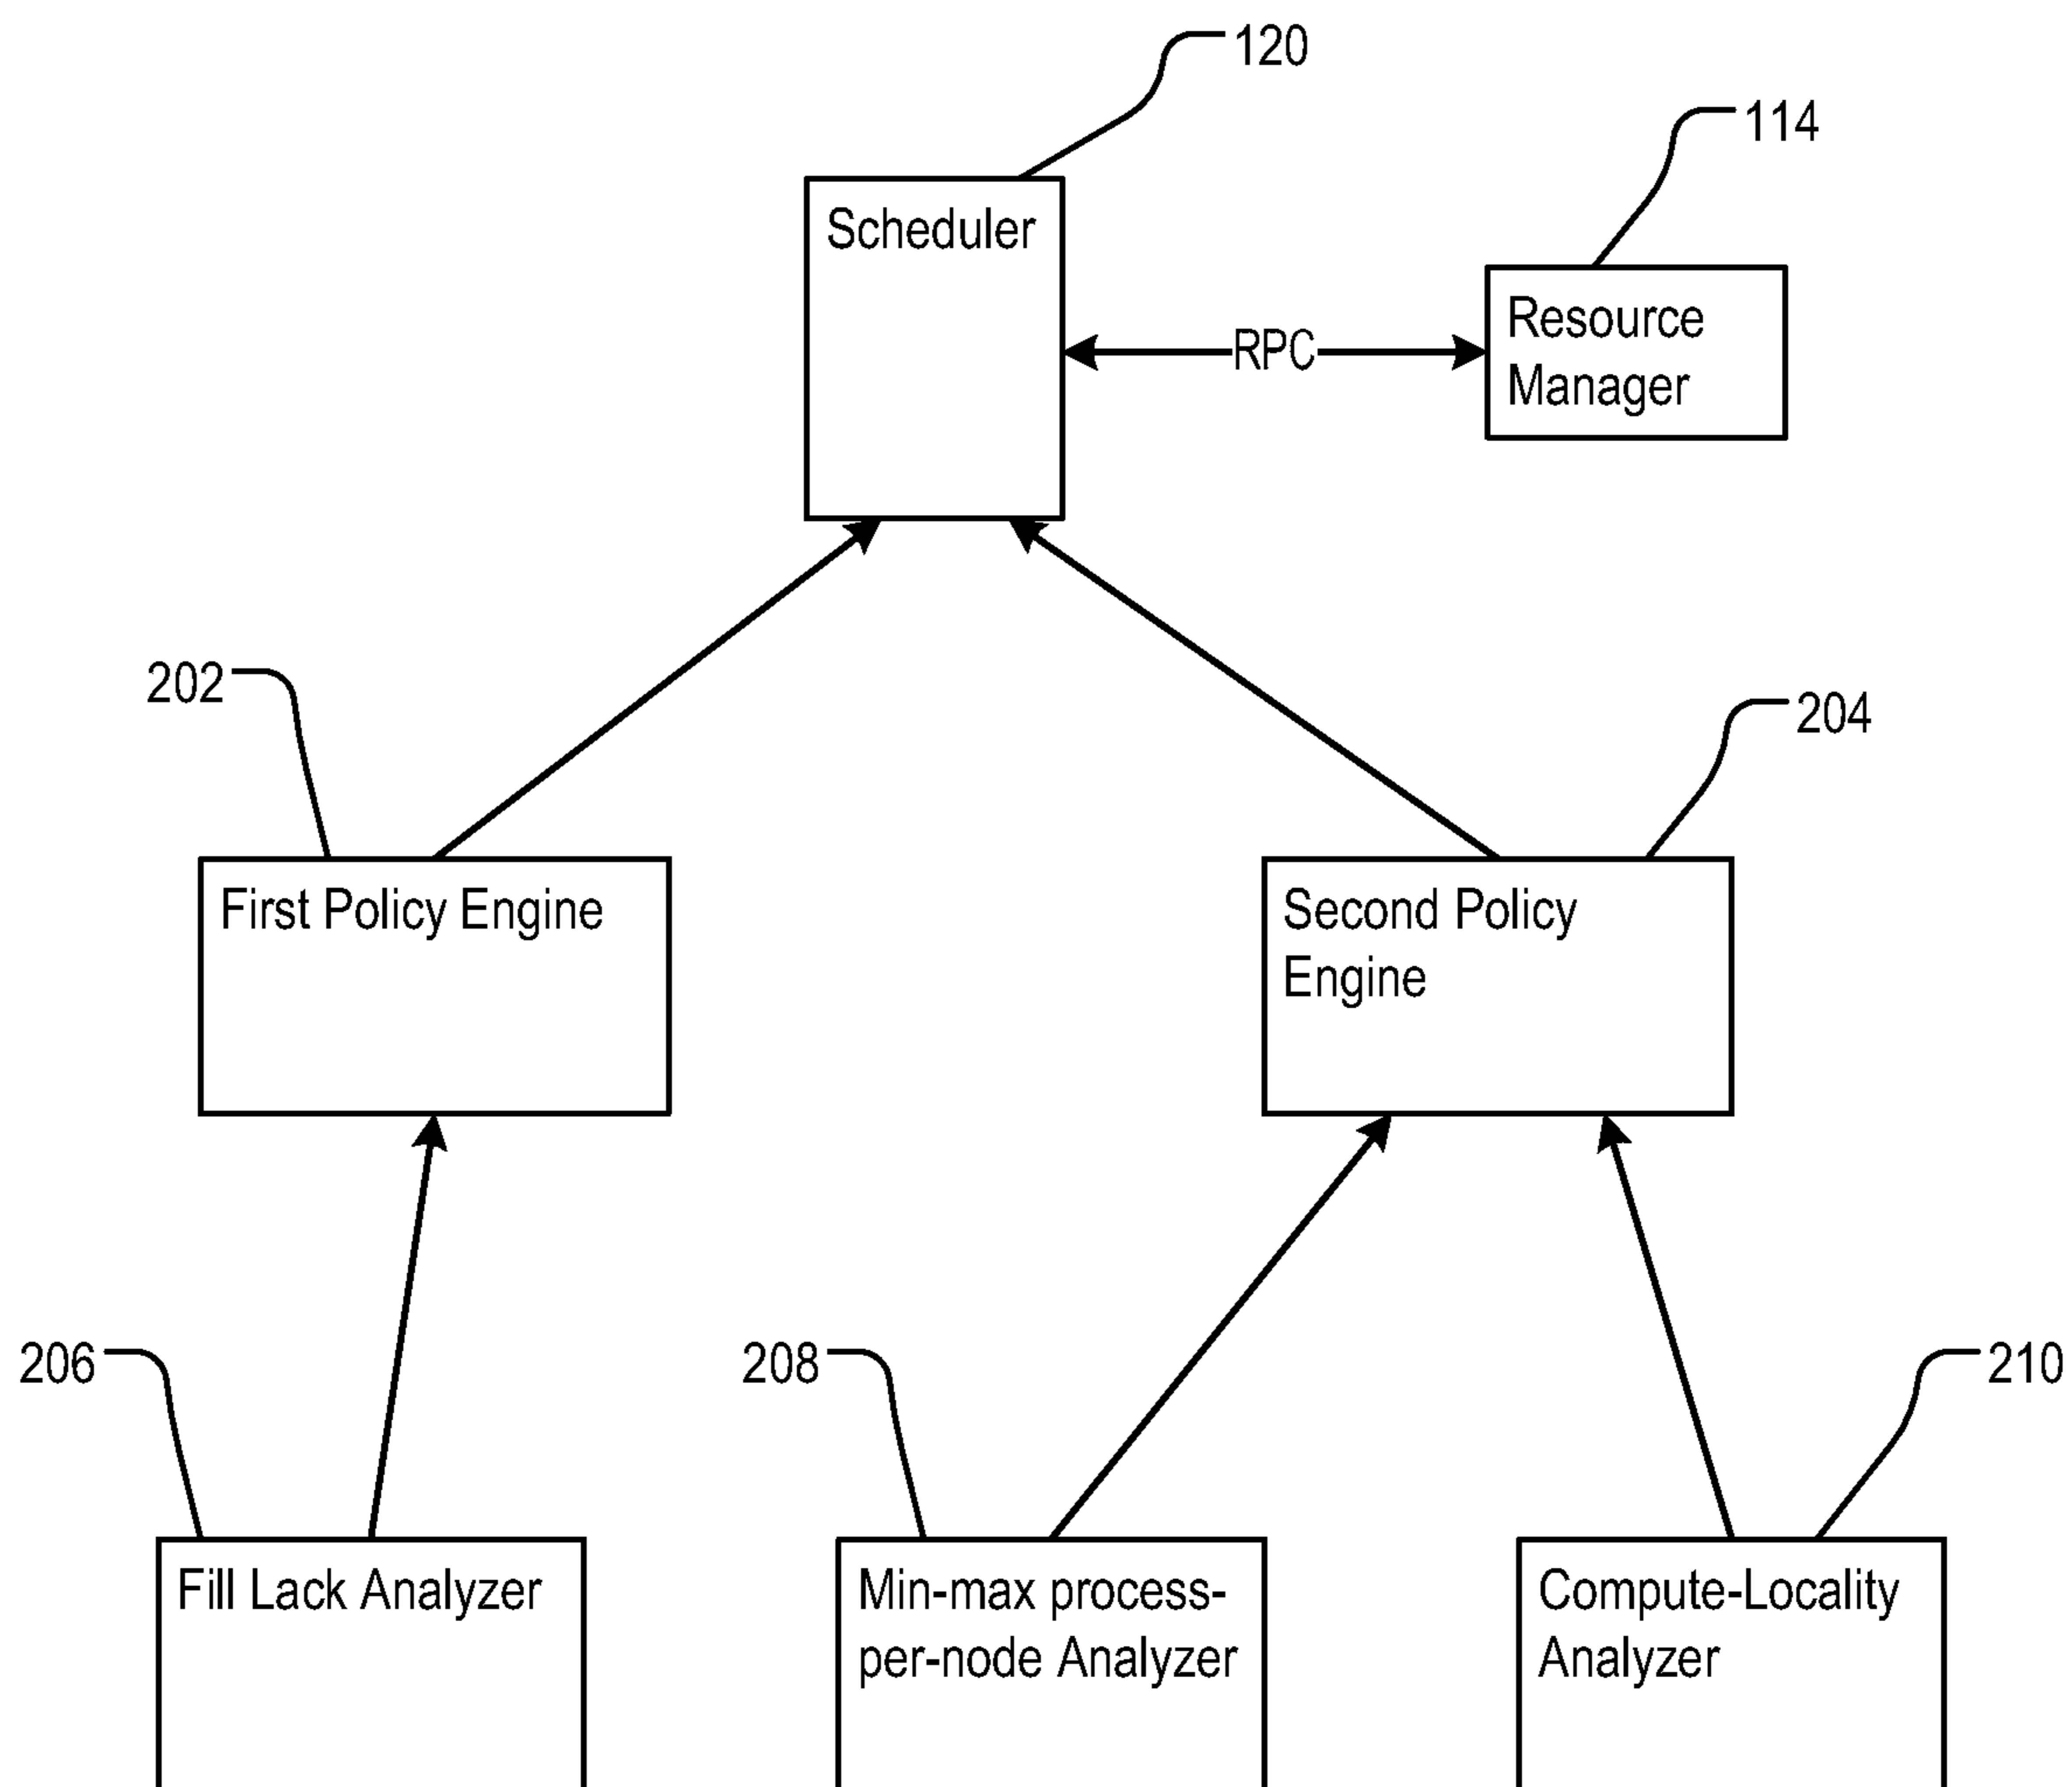 120
114
Scheduler
Resource
Manager
RPC
202
204
First Policy Engine
Second Policy
Engine
206
208
210
Fill Lack Analyzer
Min-max process-
per-node Analyzer
Compute-Locality
Analyzer